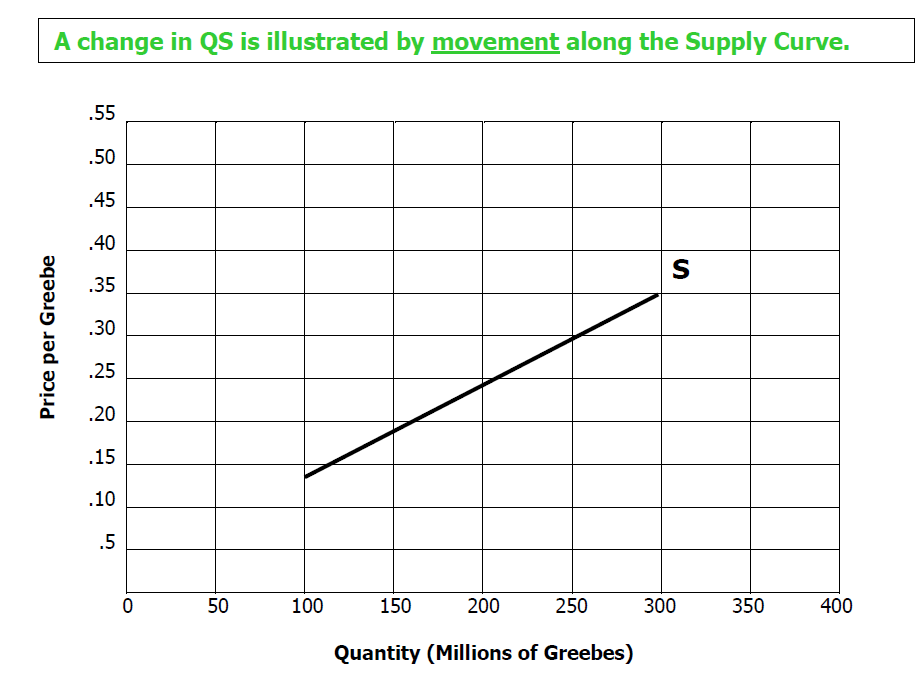 A change in QS is illustrated by movement along the Supply Curve.
.55
.50
.45
.40
S
.35
.30
.25
.20
.15
.10
.5
Price per Greebe
0 50 100 150 200 250 300 350 400
Quantity (Millions of Greebes)